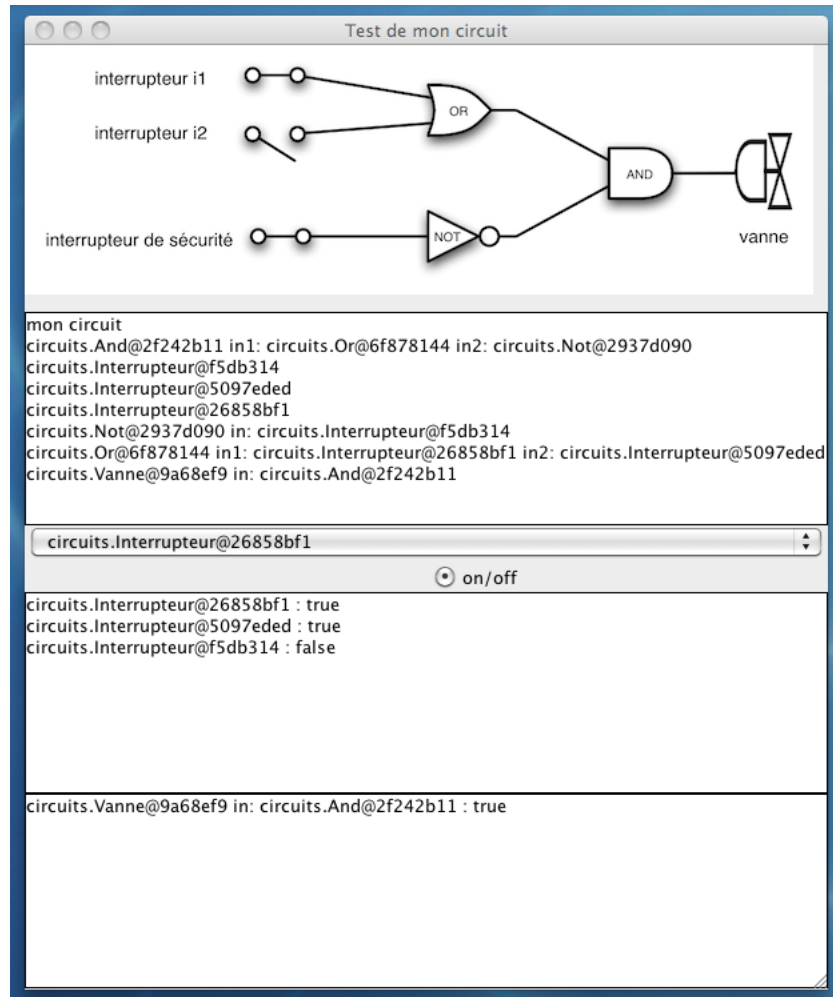 Test de mon circuit
interrupteur i1
OR
interrupteur i2
AND
interrupteur de sécurité
NOT
vanne
mon circuit
circuits.And@2f242b11 in1: circuits.Or@6f878144 in2: circuits.Not@2937d090
circuits.Interrupteur@f5db314
circuits.Interrupteur@5097eded
circuits.Interrupteur@26858bf1
circuits.Not@2937d090 in: circuits.Interrupteur@f5db314
circuits.Or@6f878144 in1: circuits.Interrupteur@26858bf1 in2: circuits.Interrupteur@5097eded
circuits.Vanne@9a68ef9 in: circuits.And@2f242b11
circuits.Interrupteur@26858bf1
on/off
circuits.Interrupteur@26858bf1 : true
circuits.Interrupteur@5097eded : true
circuits.Interrupteur@f5db314 : false
circuits.Vanne@9a68ef9 in: circuits.And@2f242b11 : true